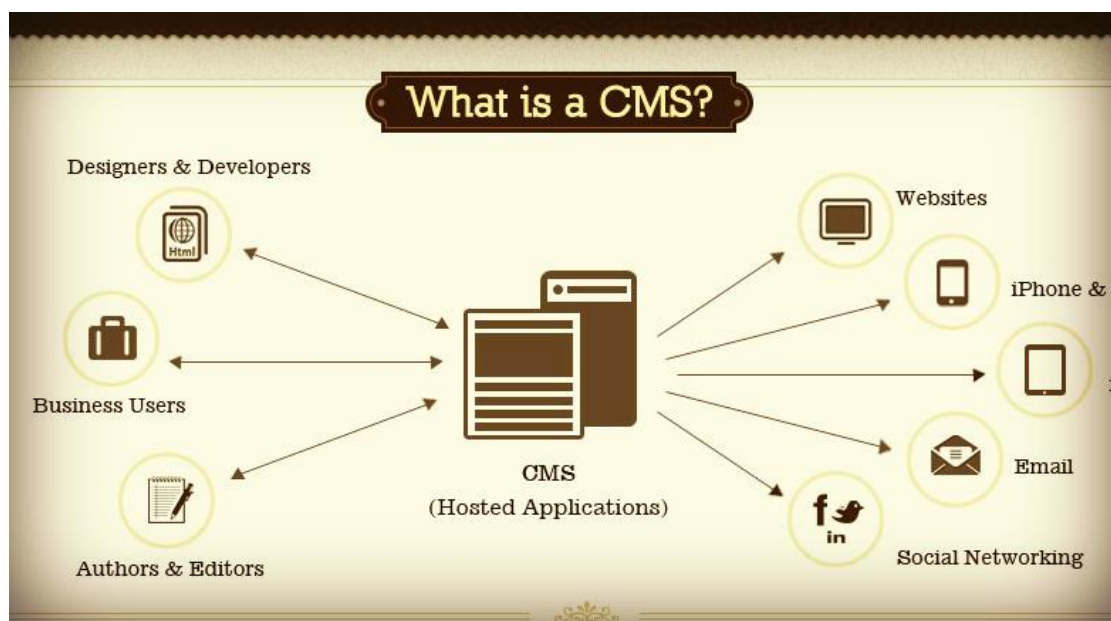 What is a CMS?
Designers & Developers
Html
Business Users
Authors & Editors
CMS
(Hosted Applications)
Websites
iPhone &
Email
f
in
Social Networking